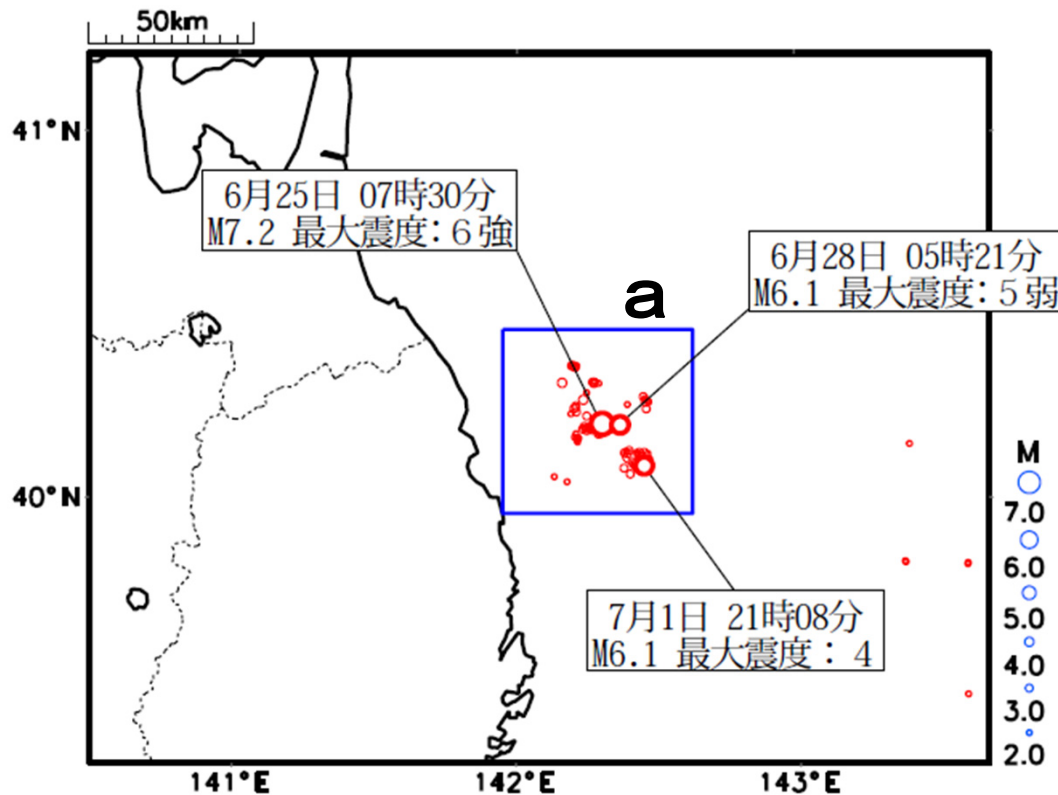 50km
41°N
6月25日 07時30分
M7.2 最大震度：6強
6月28日 05時21分
M6.1 最大震度：5弱
a
40°N
M
7.0
6.0
5.0
4.0
3.0
2.0
7月1日 21時08分
M6.1 最大震度：4
141°E
142°E
143°E